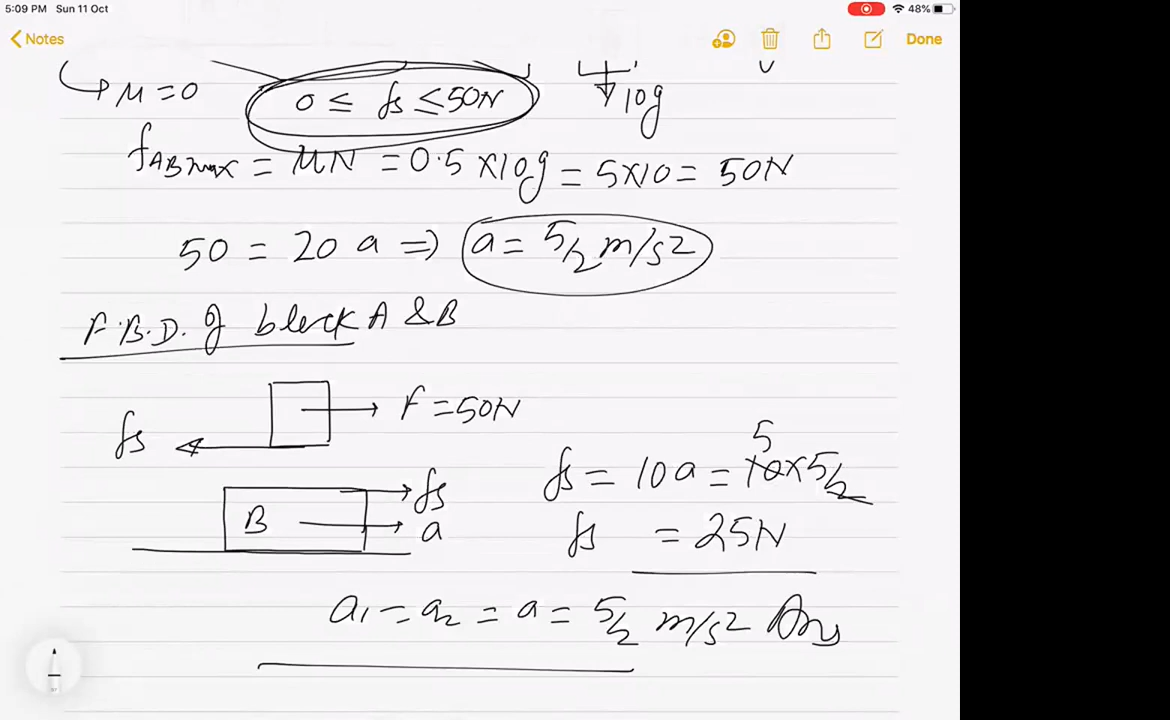 5:09 PM Sun 11 Oct
48%
Notes
Done
μ=0
0 ≤ fs ≤ 50N
10g
fABmax = μN = 0.5 × 10g = 5×10 = 50N
50 = 20 a ⇒ a = 5/2 m/s²
F.B.D. of block A & B
F = 50N
fs
fs
B
a
fs = 10a = 10×5/2
5
fs = 25N
a₁ = a₂ = a = 5/2 m/s² Ans